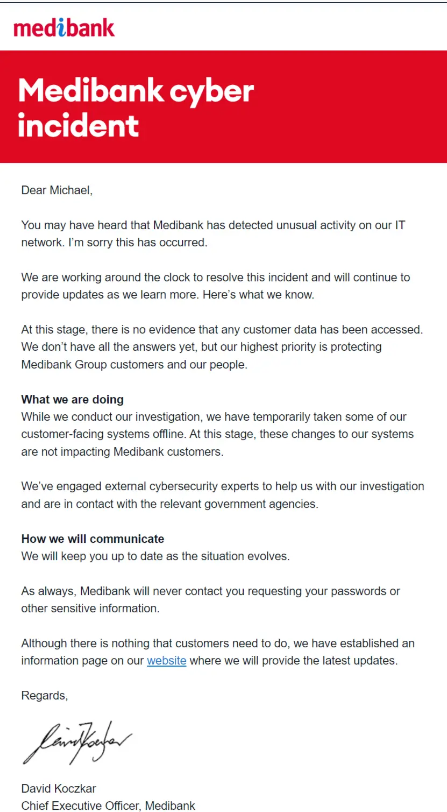 medibank
Medibank cyber
incident
Dear Michael,
You may have heard that Medibank has detected unusual activity on our IT
network. I'm sorry this has occurred.
We are working around the clock to resolve this incident and will continue to
provide updates as we learn more. Here's what we know.
At this stage, there is no evidence that any customer data has been accessed.
We don't have all the answers yet, but our highest priority is protecting
Medibank Group customers and our people.
What we are doing
While we conduct our investigation, we have temporarily taken some of our
customer-facing systems offline. At this stage, these changes to our systems
are not impacting Medibank customers.
We've engaged external cybersecurity experts to help us with our investigation
and are in contact with the relevant government agencies.
How we will communicate
We will keep you up to date as the situation evolves.
As always, Medibank will never contact you requesting your passwords or
other sensitive information.
Although there is nothing that customers need to do, we have established an
information page on our website where we will provide the latest updates.
Regards,
David Koczkar
Chief Executive Officer, Medibank